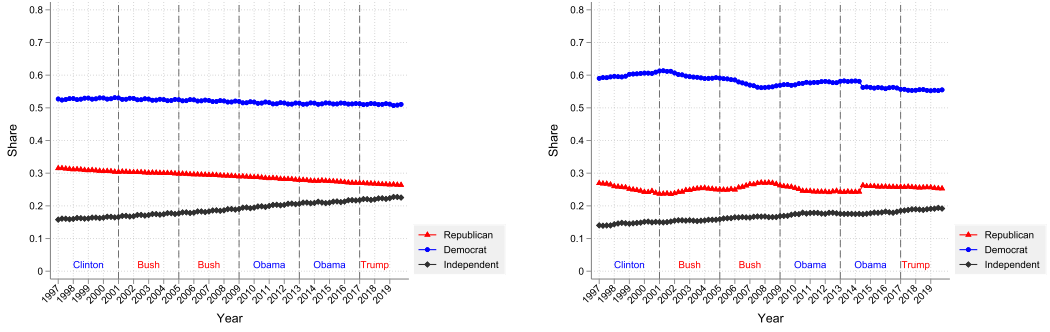 0.8
0.7
0.6
0.5
0.4
0.3
0.2
0.1
0
Share
Clinton Bush Bush Obama Obama Trump
1997 1998 1999 2000 2001 2002 2003 2004 2005 2006 2007 2008 2009 2010 2011 2012 2013 2014 2015 2016 2017 2018 2019
Year
Republican
Democrat
Independent
0.8
0.7
0.6
0.5
0.4
0.3
0.2
0.1
0
Share
Clinton Bush Bush Obama Obama Trump
1997 1998 1999 2000 2001 2002 2003 2004 2005 2006 2007 2008 2009 2010 2011 2012 2013 2014 2015 2016 2017 2018 2019
Year
Republican
Democrat
Independent